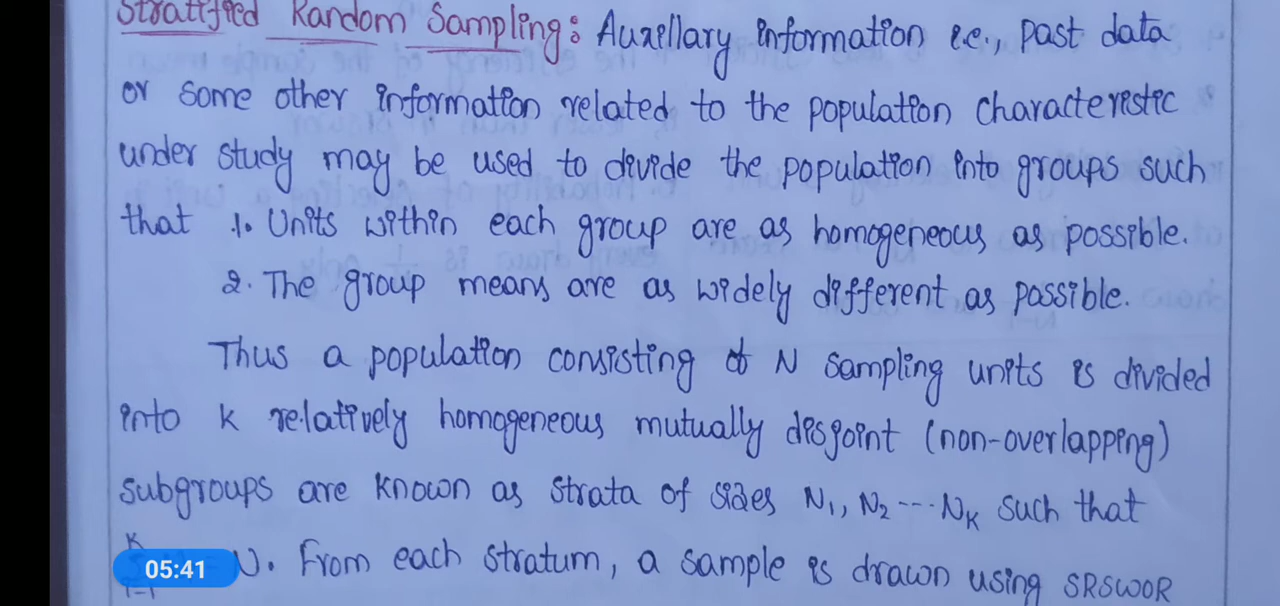 Stratified Random Sampling: Auxillary information i.e., past data
or some other information related to the population characteristic
under study may be used to divide the population into groups such
that 1. Units within each group are as homogeneous as possible.
2. The group means are as widely different as possible.
Thus a population consisting of N sampling units is divided
into k relatively homogeneous mutually disjoint (non-overlapping)
subgroups are known as strata of sides N₁, N₂ --- Nₖ such that
K N. From each stratum, a sample is drawn using SRSWOR
05:41